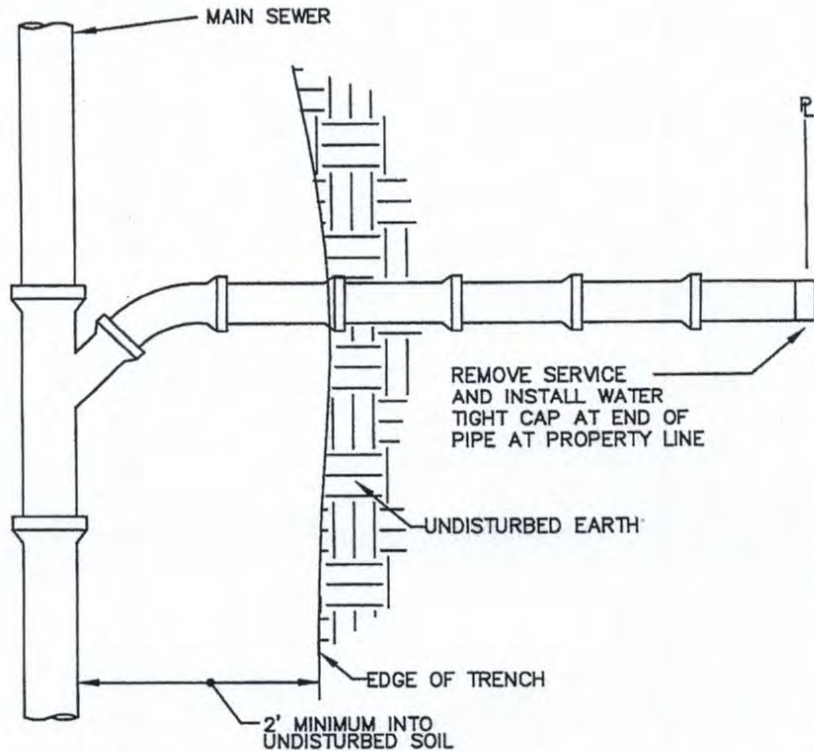 MAIN SEWER
℄
REMOVE SERVICE
AND INSTALL WATER
TIGHT CAP AT END OF
PIPE AT PROPERTY LINE
UNDISTURBED EARTH
EDGE OF TRENCH
2' MINIMUM INTO
UNDISTURBED SOIL